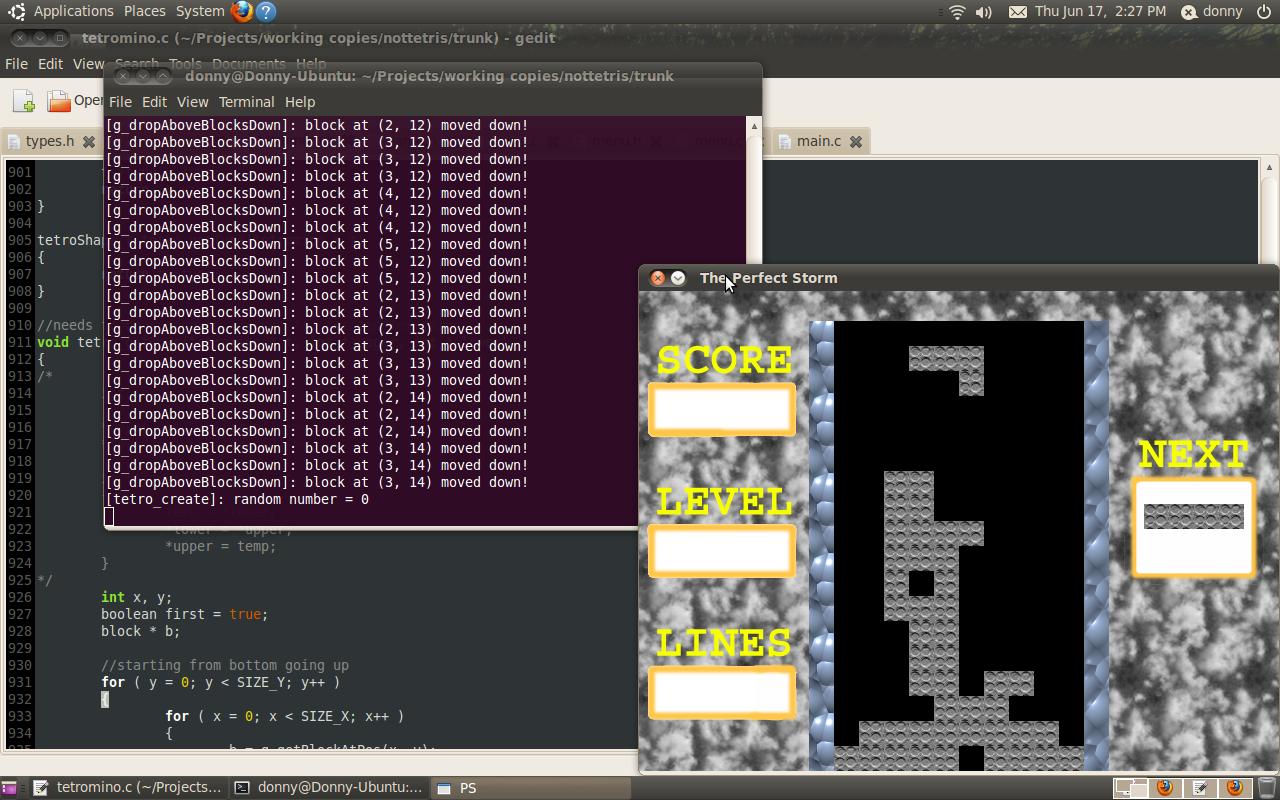 Applications Places System Thu Jun 17, 2:27 PM donny
tetromino.c (~/Projects/working copies/nottetris/trunk) - gedit
File Edit View Search Tools Documents Help
donny@Donny-Ubuntu: ~/Projects/working copies/nottetris/trunk
File Edit View Terminal Help
Open
types.h
main.c
[g_dropAboveBlocksDown]: block at (2, 12) moved down!
[g_dropAboveBlocksDown]: block at (3, 12) moved down!
[g_dropAboveBlocksDown]: block at (3, 12) moved down!
[g_dropAboveBlocksDown]: block at (3, 12) moved down!
[g_dropAboveBlocksDown]: block at (4, 12) moved down!
[g_dropAboveBlocksDown]: block at (4, 12) moved down!
[g_dropAboveBlocksDown]: block at (4, 12) moved down!
[g_dropAboveBlocksDown]: block at (5, 12) moved down!
[g_dropAboveBlocksDown]: block at (5, 12) moved down!
[g_dropAboveBlocksDown]: block at (5, 12) moved down!
[g_dropAboveBlocksDown]: block at (2, 13) moved down!
[g_dropAboveBlocksDown]: block at (2, 13) moved down!
[g_dropAboveBlocksDown]: block at (2, 13) moved down!
[g_dropAboveBlocksDown]: block at (3, 13) moved down!
[g_dropAboveBlocksDown]: block at (3, 13) moved down!
[g_dropAboveBlocksDown]: block at (3, 13) moved down!
[g_dropAboveBlocksDown]: block at (2, 14) moved down!
[g_dropAboveBlocksDown]: block at (2, 14) moved down!
[g_dropAboveBlocksDown]: block at (2, 14) moved down!
[g_dropAboveBlocksDown]: block at (3, 14) moved down!
[g_dropAboveBlocksDown]: block at (3, 14) moved down!
[g_dropAboveBlocksDown]: block at (3, 14) moved down!
[tetro_create]: random number = 0
901
902
903 }
904
905 tetroShap
906 {
907
908 }
909
910 //needs
911 void tet
912 {
913 /*
914
915
916
917
918
919
920
921
922 *lower = *upper;
923 *upper = temp;
924 }
925 */
926 int x, y;
927 boolean first = true;
928 block * b;
929
930 //starting from bottom going up
931 for ( y = 0; y < SIZE_Y; y++ )
932 {
933 for ( x = 0; x < SIZE_X; x++ )
934 {
935 b = g_getBlockAtPos(x, y);
The Perfect Storm
SCORE
LEVEL
LINES
NEXT
tetromino.c (~/Projects... donny@Donny-Ubuntu:... PS